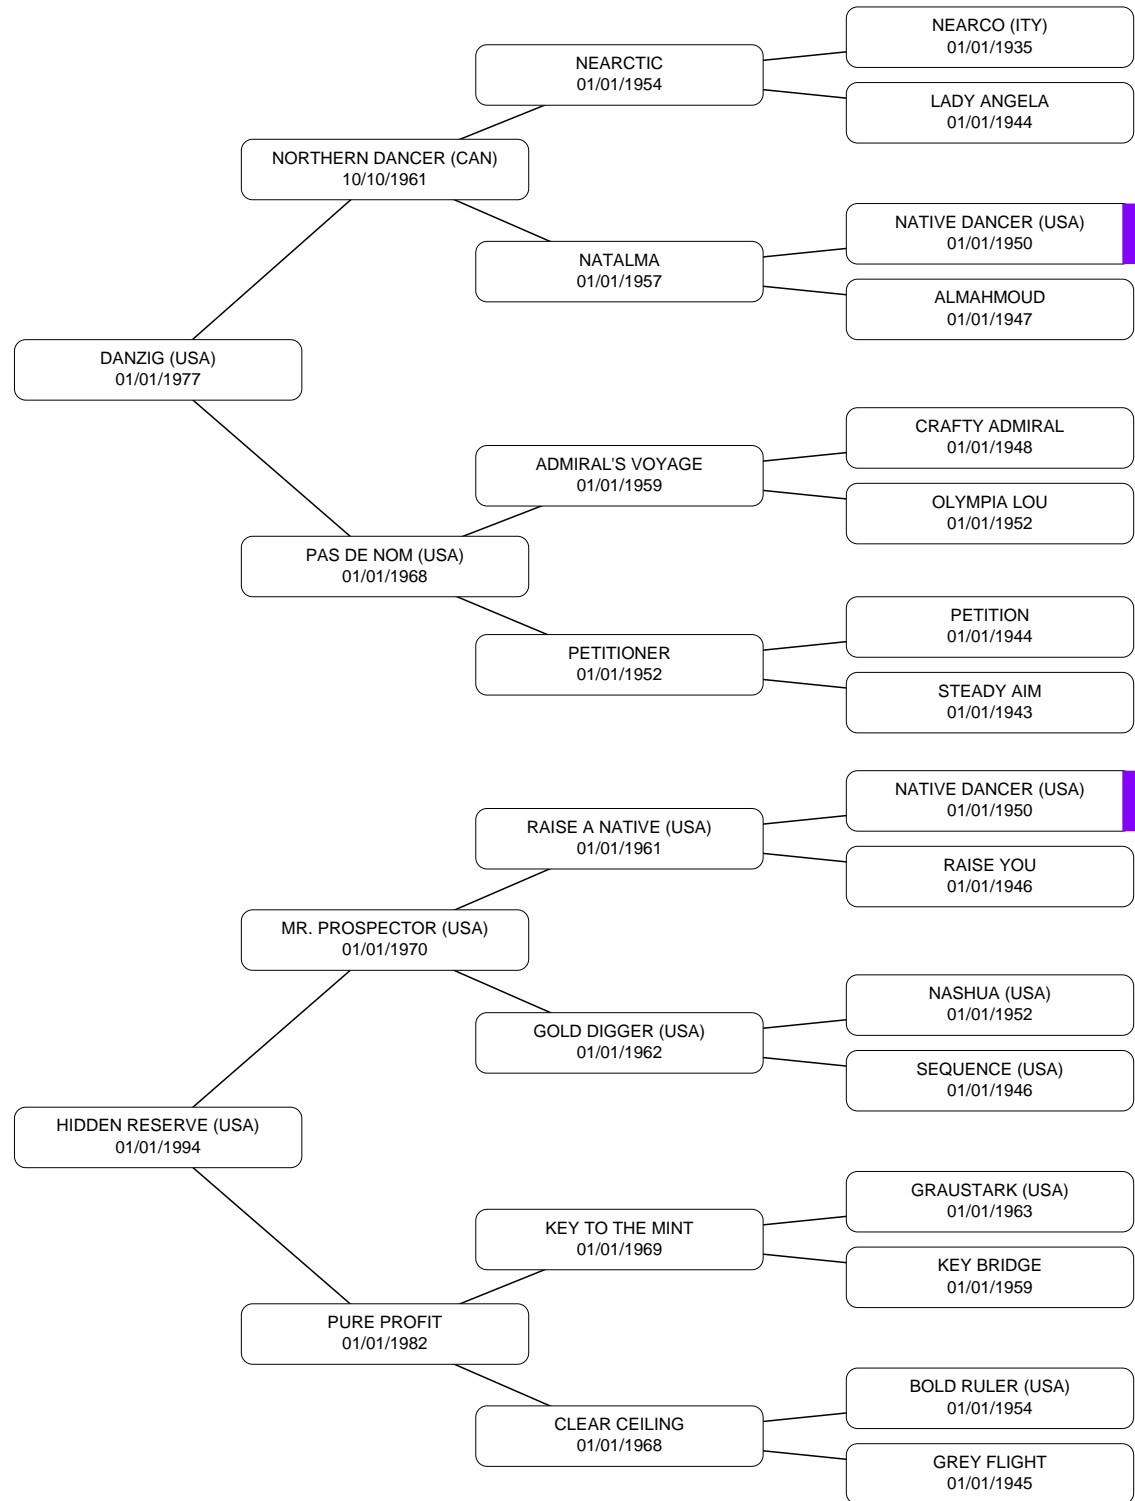 NEARCO (ITY)
01/01/1935
NEARCTIC
01/01/1954
LADY ANGELA
01/01/1944
NORTHERN DANCER (CAN)
10/10/1961
NATIVE DANCER (USA)
01/01/1950
NATALMA
01/01/1957
ALMAHMOUD
01/01/1947
DANZIG (USA)
01/01/1977
CRAFTY ADMIRAL
01/01/1948
ADMIRAL'S VOYAGE
01/01/1959
OLYMPIA LOU
01/01/1952
PAS DE NOM (USA)
01/01/1968
PETITION
01/01/1944
PETITIONER
01/01/1952
STEADY AIM
01/01/1943
NATIVE DANCER (USA)
01/01/1950
RAISE A NATIVE (USA)
01/01/1961
RAISE YOU
01/01/1946
MR. PROSPECTOR (USA)
01/01/1970
NASHUA (USA)
01/01/1952
GOLD DIGGER (USA)
01/01/1962
SEQUENCE (USA)
01/01/1946
HIDDEN RESERVE (USA)
01/01/1994
GRAUSTARK (USA)
01/01/1963
KEY TO THE MINT
01/01/1969
KEY BRIDGE
01/01/1959
PURE PROFIT
01/01/1982
BOLD RULER (USA)
01/01/1954
CLEAR CEILING
01/01/1968
GREY FLIGHT
01/01/1945